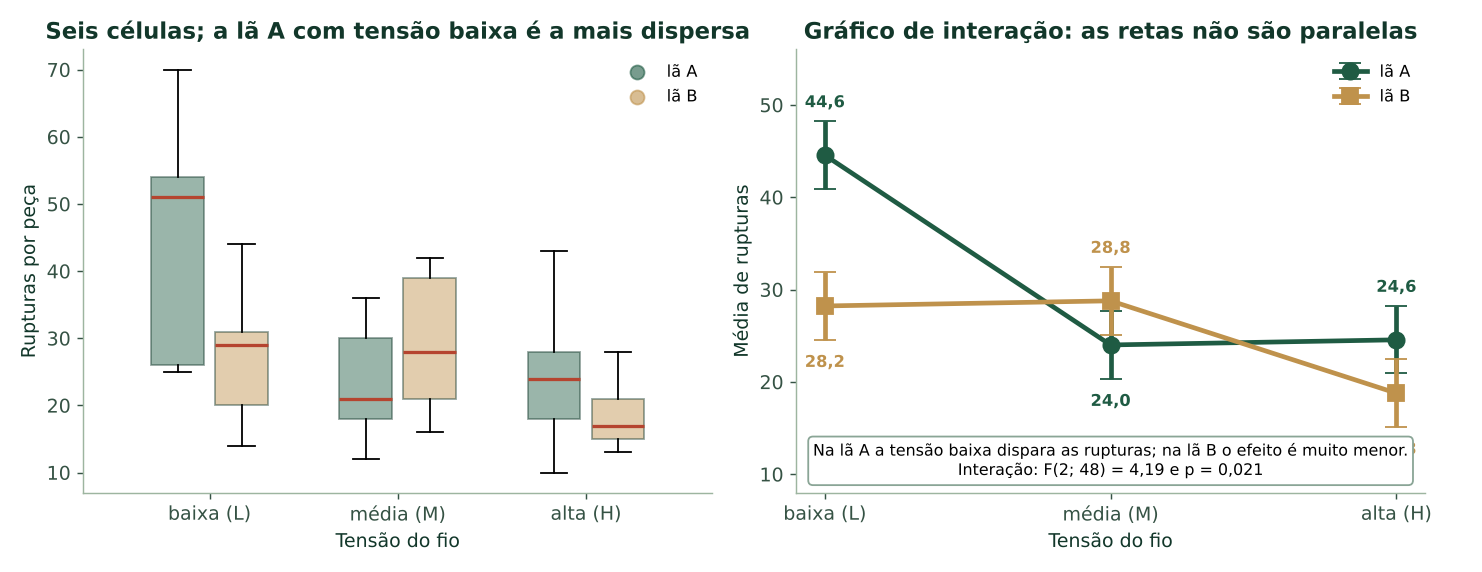 Seis células; a lã A com tensão baixa é a mais dispersa
lã A
lã B
Rupturas por peça
70
60
50
40
30
20
10
baixa (L)
média (M)
alta (H)
Tensão do fio
Gráfico de interação: as retas não são paralelas
lã A
lã B
Média de rupturas
50
40
30
20
10
44,6
28,2
28,8
24,0
24,6
Na lã A a tensão baixa dispara as rupturas; na lã B o efeito é muito menor.
Interação: F(2; 48) = 4,19 e p = 0,021
baixa (L)
média (M)
alta (H)
Tensão do fio